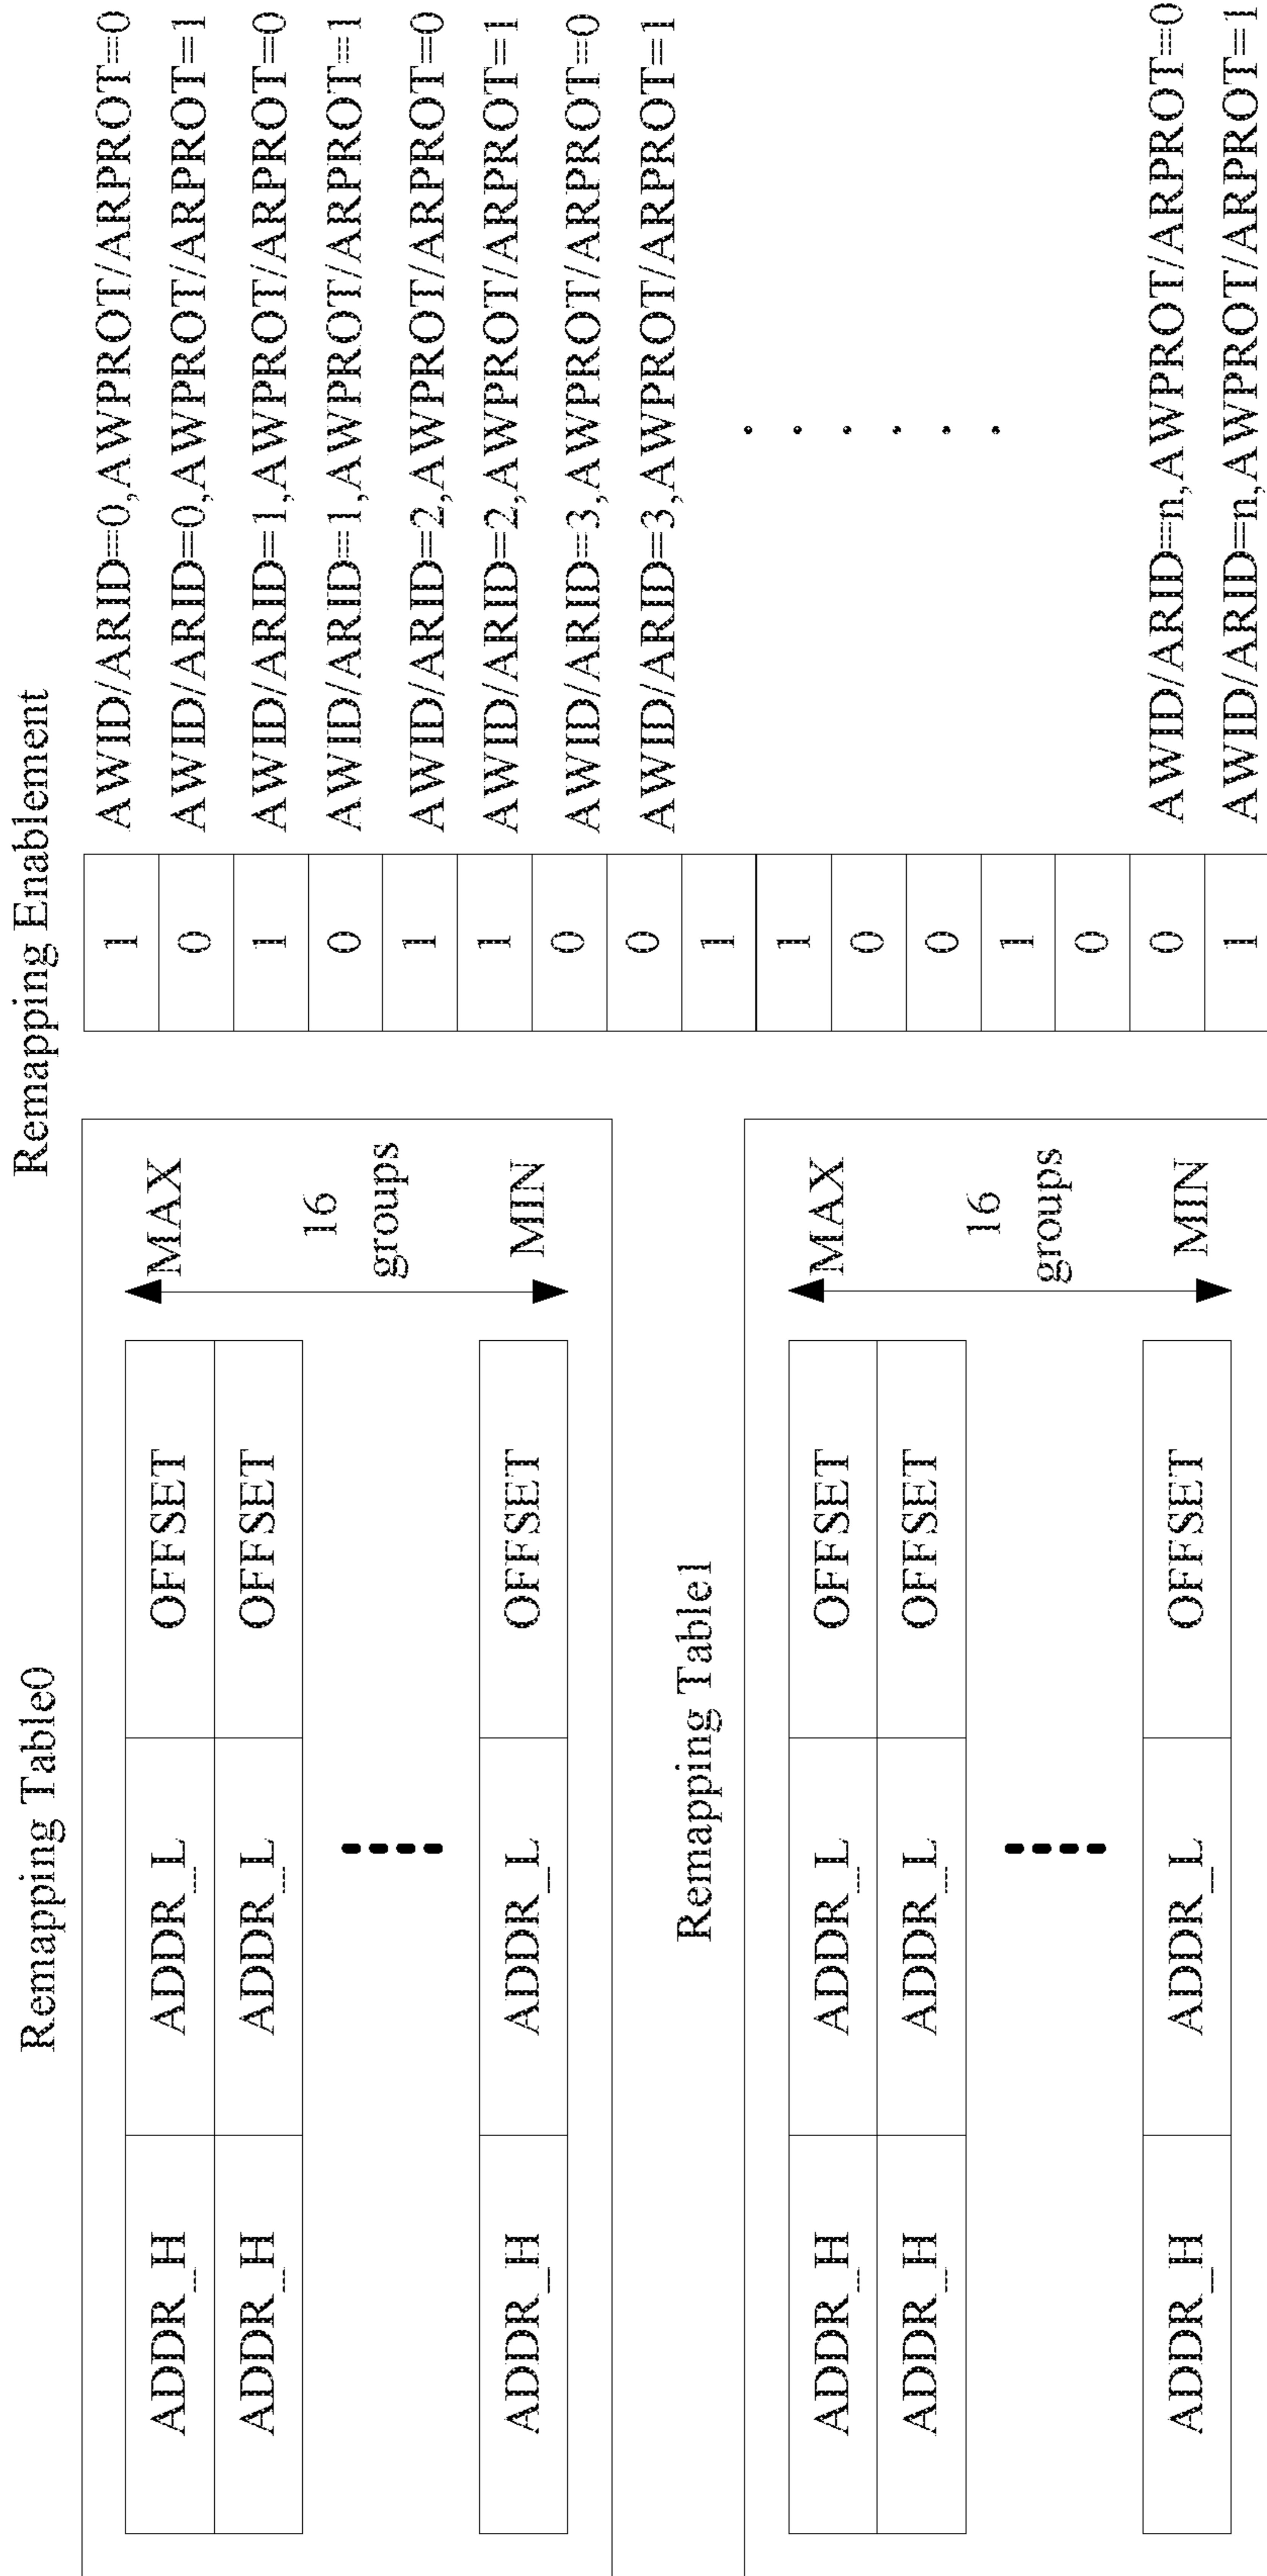 Remapping Table0
ADDR_H ADDR_L OFFSET MAX
ADDR_H ADDR_L OFFSET
16
groups
ADDR_H ADDR_L OFFSET MIN
Remapping Table1
ADDR_H ADDR_L OFFSET MAX
ADDR_H ADDR_L OFFSET
16
groups
ADDR_H ADDR_L OFFSET MIN
Remapping Enablement
1 AWID/ARID=0,AWPROT/ARPROT=0
0 AWID/ARID=0,AWPROT/ARPROT=1
1 AWID/ARID=1,AWPROT/ARPROT=0
0 AWID/ARID=1,AWPROT/ARPROT=1
1 AWID/ARID=2,AWPROT/ARPROT=0
1 AWID/ARID=2,AWPROT/ARPROT=1
0 AWID/ARID=3,AWPROT/ARPROT=0
0 AWID/ARID=3,AWPROT/ARPROT=1
1
1
0
0
1
0
0 AWID/ARID=n,AWPROT/ARPROT=0
1 AWID/ARID=n,AWPROT/ARPROT=1